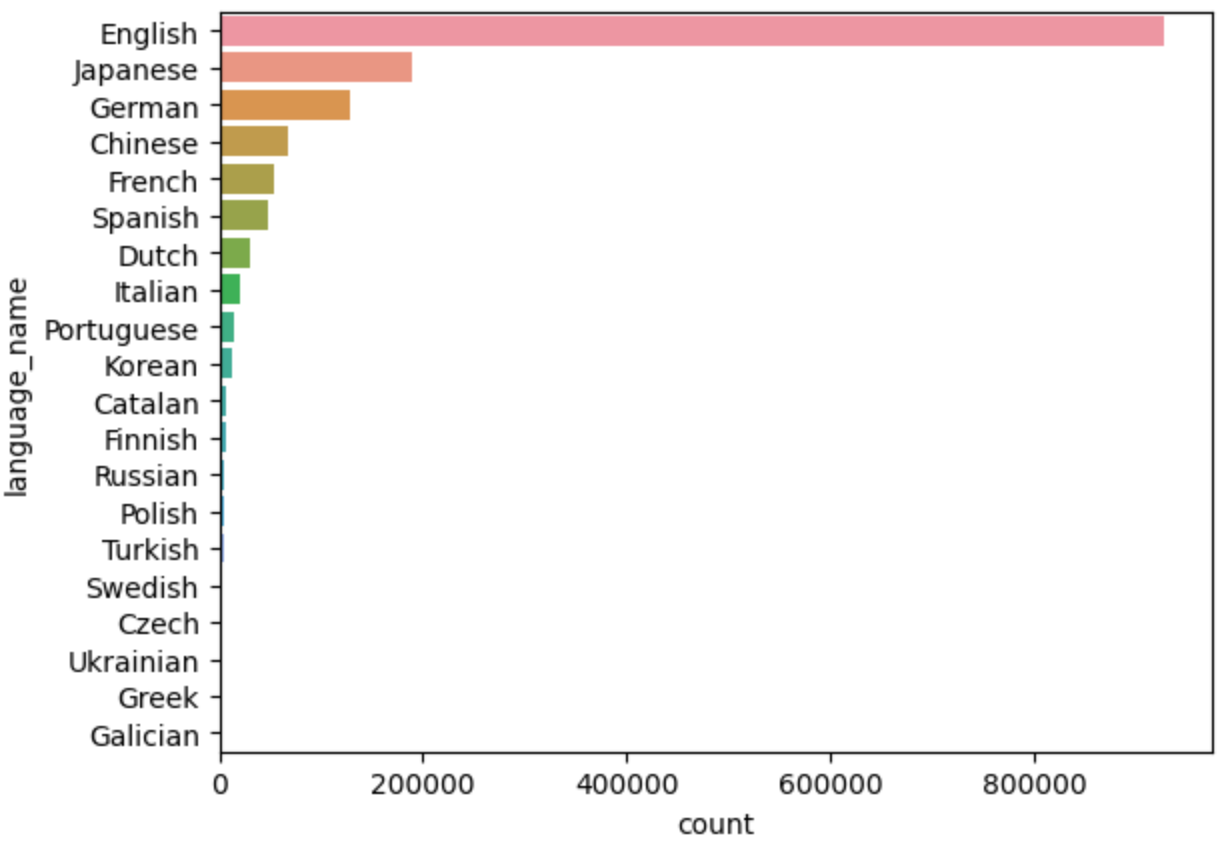 English
Japanese
German
Chinese
French
Spanish
Dutch
Italian
Portuguese
Korean
Catalan
Finnish
Russian
Polish
Turkish
Swedish
Czech
Ukrainian
Greek
Galician
language_name
0 200000 400000 600000 800000
count